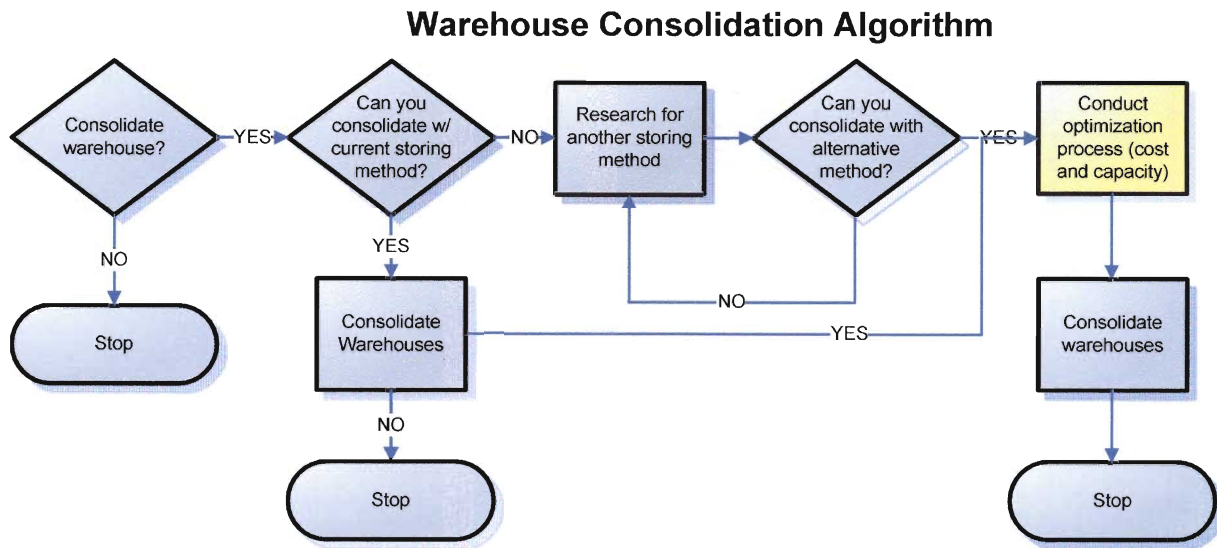 Warehouse Consolidation Algorithm
Consolidate
warehouse?
YES
NO
Stop
Can you
consolidate w/
current storing
method?
NO
YES
Consolidate
Warehouses
YES
NO
Stop
Research for
another storing
method
Can you
consolidate with
alternative
method?
NO
YES
Conduct
optimization
process (cost
and capacity)
Consolidate
warehouses
Stop